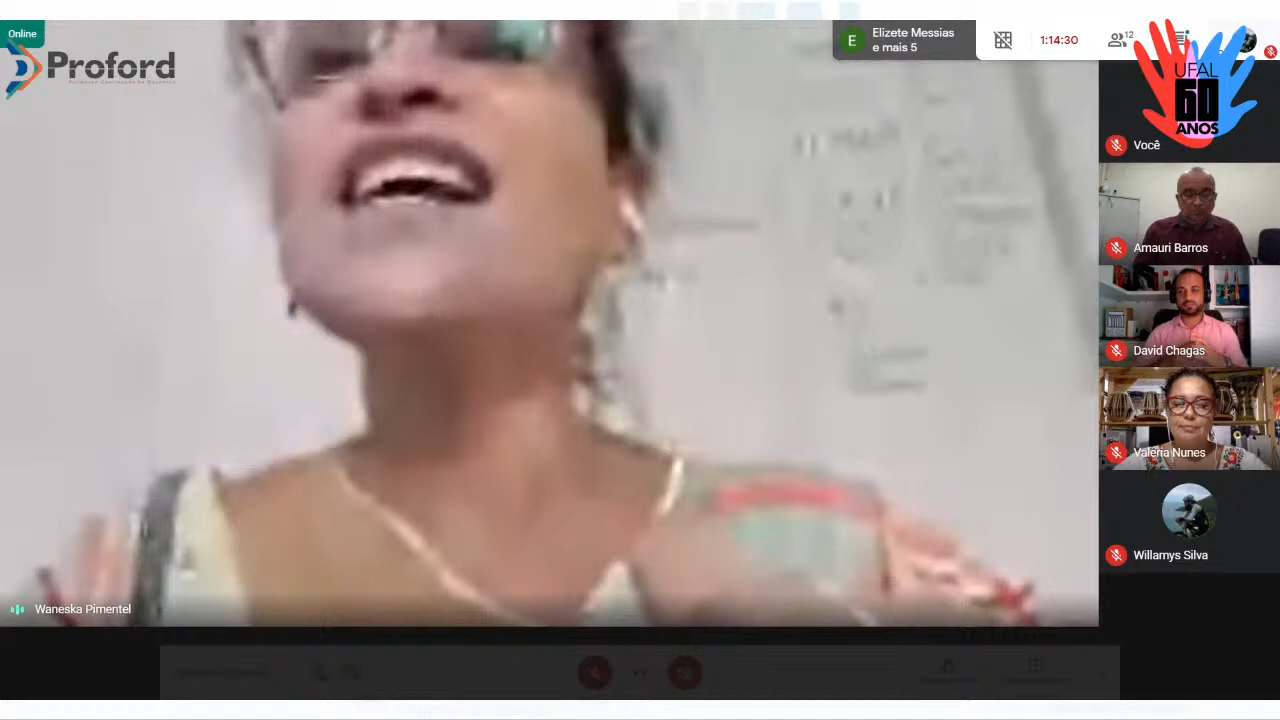 Online
Proford
Elizete Messias
e mais 5
E
1:14:30
12
UFAL
60
ANOS
Você
Amauri Barros
David Chagas
Valéria Nunes
Willamys Silva
Waneska Pimentel